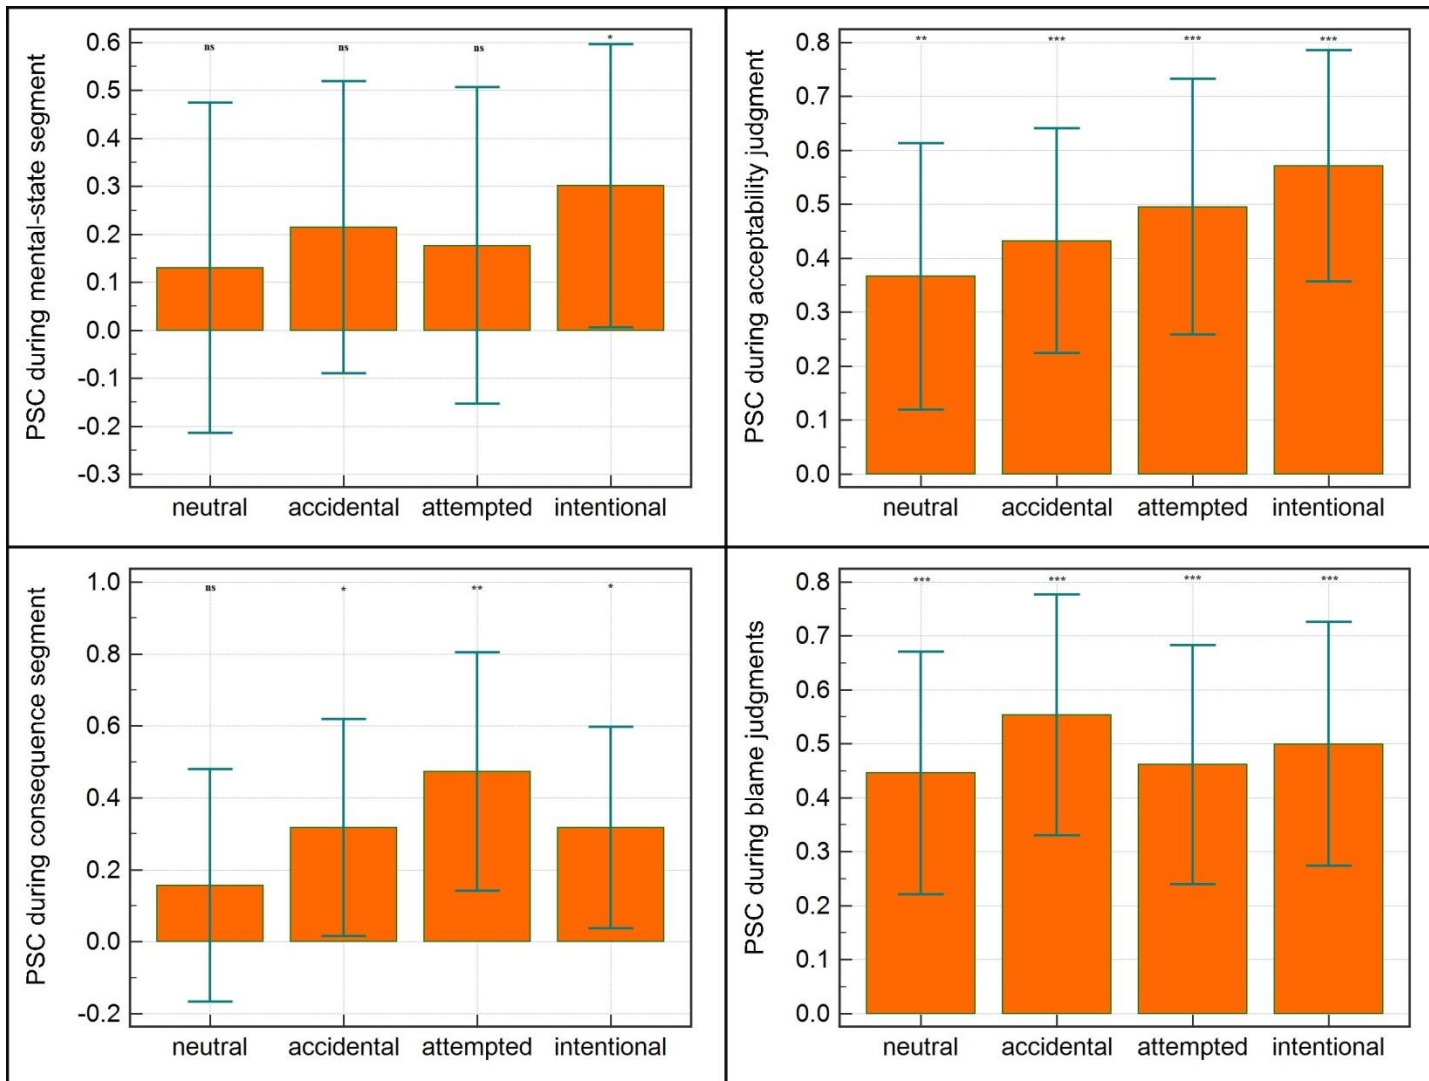 PSC during mental-state segment
0.6
0.5
0.4
0.3
0.2
0.1
0.0
-0.1
-0.2
-0.3
ns ns ns *
neutral accidental attempted intentional
PSC during acceptability judgment
0.8
0.7
0.6
0.5
0.4
0.3
0.2
0.1
0.0
** *** *** ***
neutral accidental attempted intentional
PSC during consequence segment
1.0
0.8
0.6
0.4
0.2
0.0
-0.2
ns * ** *
neutral accidental attempted intentional
PSC during blame judgments
0.8
0.7
0.6
0.5
0.4
0.3
0.2
0.1
0.0
*** *** *** ***
neutral accidental attempted intentional